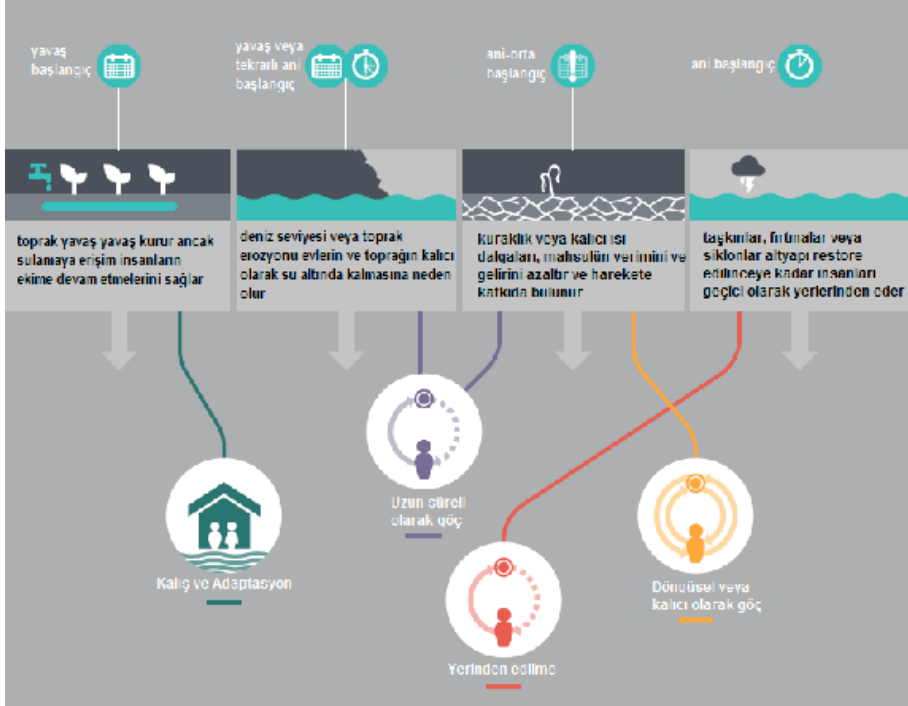 yavaş
başlangıç
yavaş veya
tekrarlı ani
başlangıç
ani-orta
başlangıç
ani başlangıç
toprak yavaş yavaş kurur ancak
sulamaya erişim insanların
ekime devam etmelerini sağlar
deniz seviyesi veya toprak
erozyonu evlerin ve toprağın kalıcı
olarak su altında kalmasına neden
olur
kuraklık veya kalıcı ısı
dalgaları, mahsulün verimini ve
gelirini azaltır ve harekete
katkıda bulunur
taşkınlar, fırtınalar veya
siklonlar altyapı restore
edilinceye kadar insanları
geçici olarak yerlerinden eder
Uzun süreli
olarak göç
Kalış ve Adaptasyon
Döngüsel veya
kalıcı olarak göç
Yerinden edilme